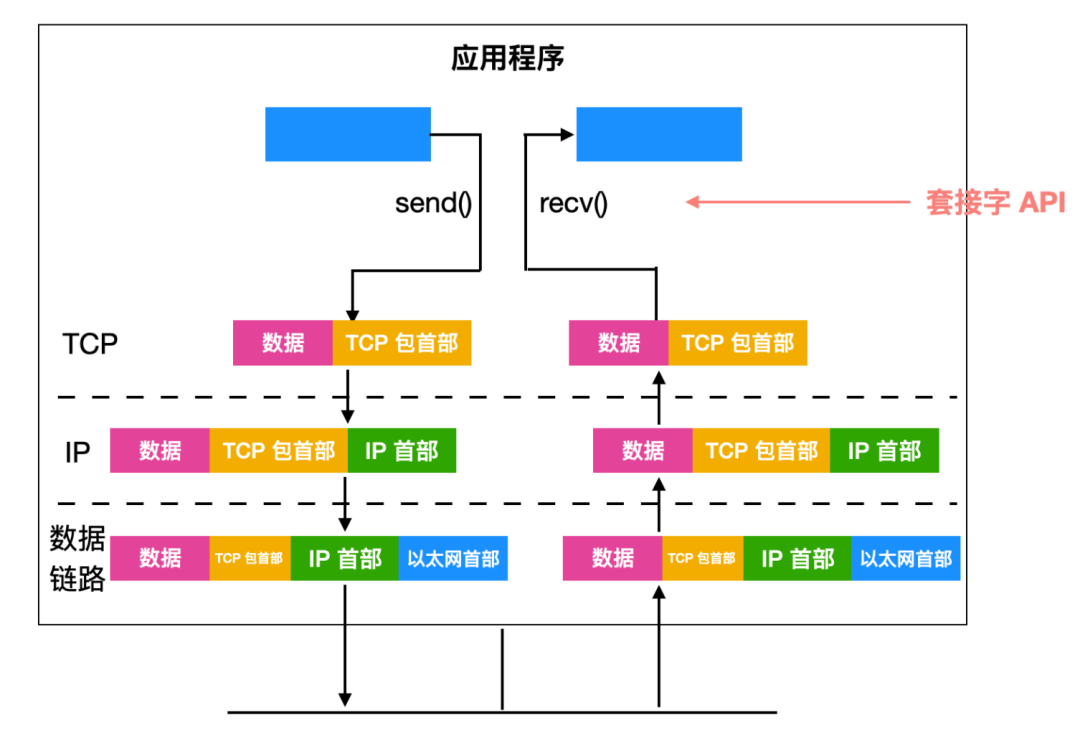 应用程序
send()
recv()
套接字 API
TCP
数据 TCP 包首部
数据 TCP 包首部
IP
数据 TCP 包首部 IP 首部
数据 TCP 包首部 IP 首部
数据
链路
数据 TCP 包首部 IP 首部 以太网首部
数据 TCP 包首部 IP 首部 以太网首部